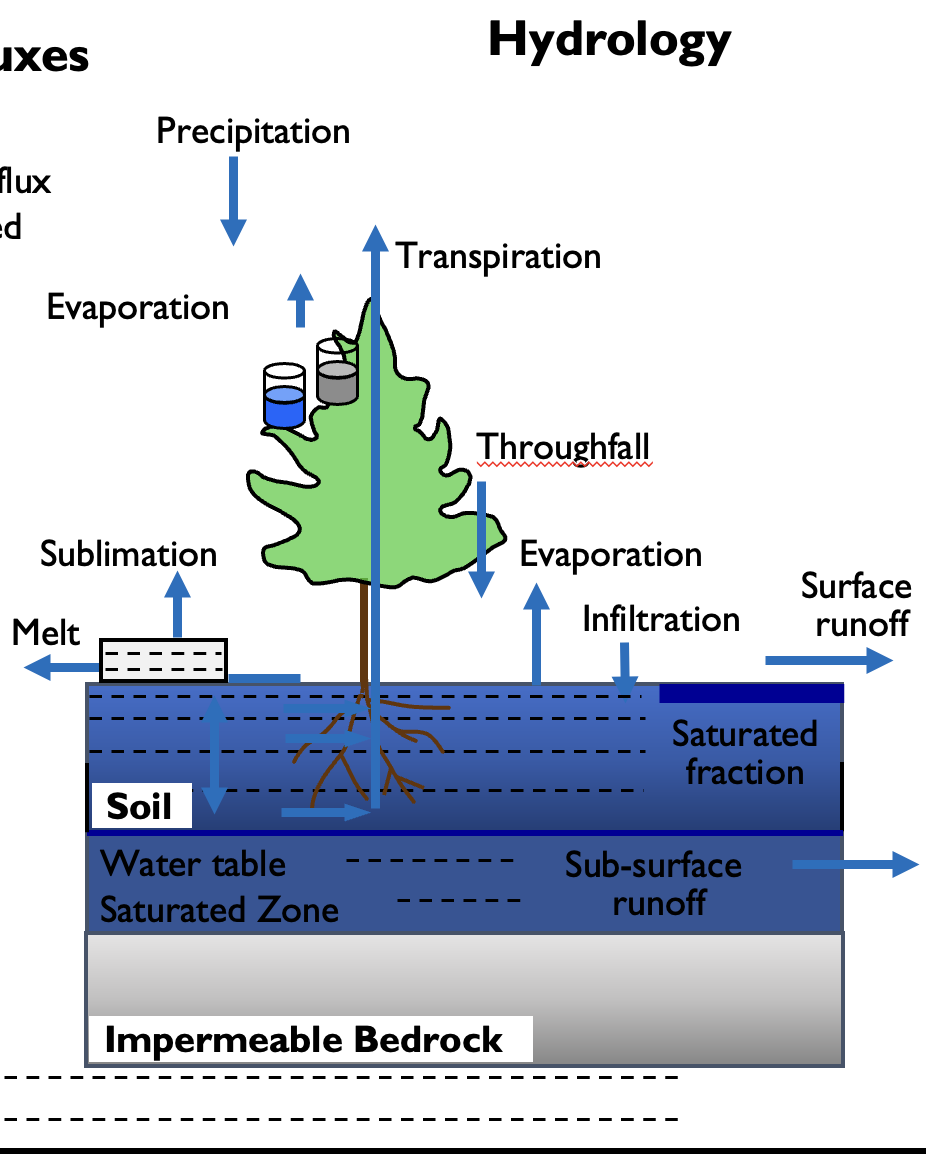 uxes
Hydrology
Precipitation
flux
ed
Transpiration
Evaporation
Throughfall
Sublimation
Evaporation
Surface
runoff
Infiltration
Melt
Saturated
fraction
Soil
Water table
Sub-surface
runoff
Saturated Zone
Impermeable Bedrock